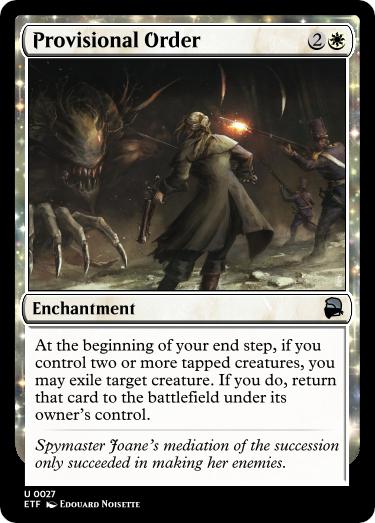 Provisional Order 2
Enchantment
At the beginning of your end step, if you
control two or more tapped creatures, you
may exile target creature. If you do, return
that card to the battlefield under its
owner's control.
Spymaster Joane's mediation of the succession
only succeeded in making her enemies.
U 0027
ETF Edouard Noisette